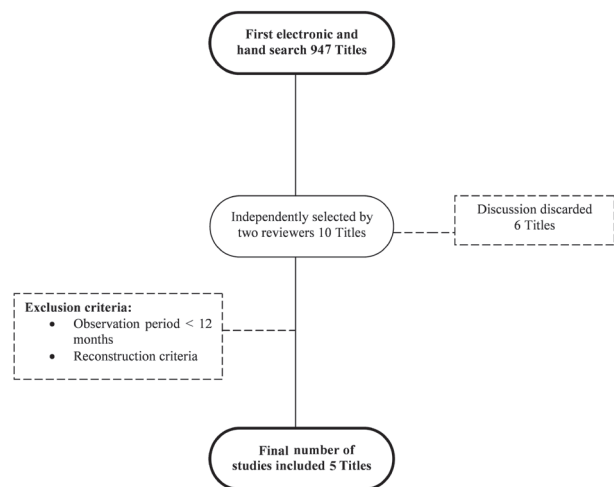 First electronic and
hand search 947 Titles
Independently selected by
two reviewers 10 Titles
Discussion discarded
6 Titles
Exclusion criteria:
• Observation period < 12
months
• Reconstruction criteria
Final number of
studies included 5 Titles